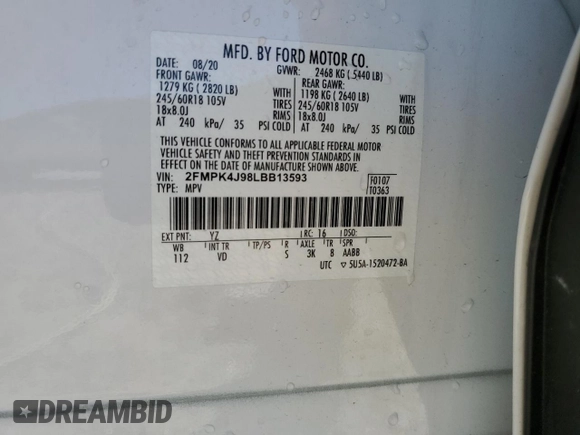 MFD. BY FORD MOTOR CO.
DATE: 08/20 GVWR: 2468 KG (5440 LB)
FRONT GAWR: REAR GAWR:
1279 KG (2820 LB) WITH 1198 KG (2640 LB) WITH
245/60R18 105V TIRES 245/60R18 105V TIRES
18x8.0J RIMS 18x8.0J RIMS
AT 240 kPa/ 35 PSI COLD AT 240 kPa/ 35 PSI COLD
THIS VEHICLE CONFORMS TO ALL APPLICABLE FEDERAL MOTOR
VEHICLE SAFETY AND THEFT PREVENTION STANDARDS IN
EFFECT ON THE DATE OF MANUFACTURE SHOWN ABOVE.
VIN: 2FMPK4J98LBB13593 F0107
TYPE: MPV T0363
EXT PNT: YZ RC: 16 DSO:
WB INT TR TP/PS R AXLE TR SPR
112 VD S 3K 8 AABB
UTC ▽ 5U5A-1520472-BA
DREAMBID